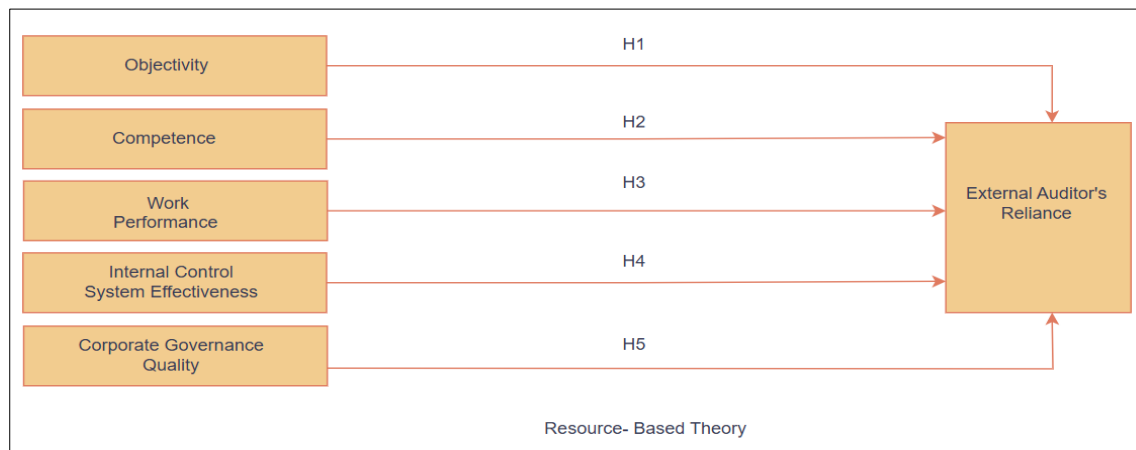 Objectivity
H1
Competence
H2
Work
Performance
H3
External Auditor's
Reliance
Internal Control
System Effectiveness
H4
Corporate Governance
Quality
H5
Resource- Based Theory